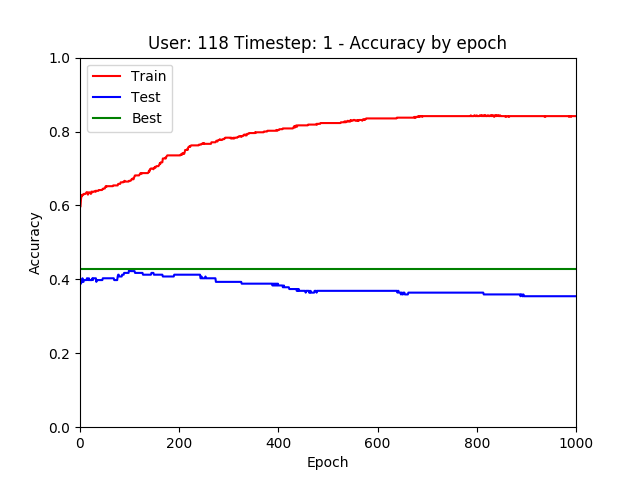 User: 118 Timestep: 1 - Accuracy by epoch
1.0
Train
Test
Best
0.8
0.6
Accuracy
0.4
0.2
0.0
0 200 400 600 800 1000
Epoch